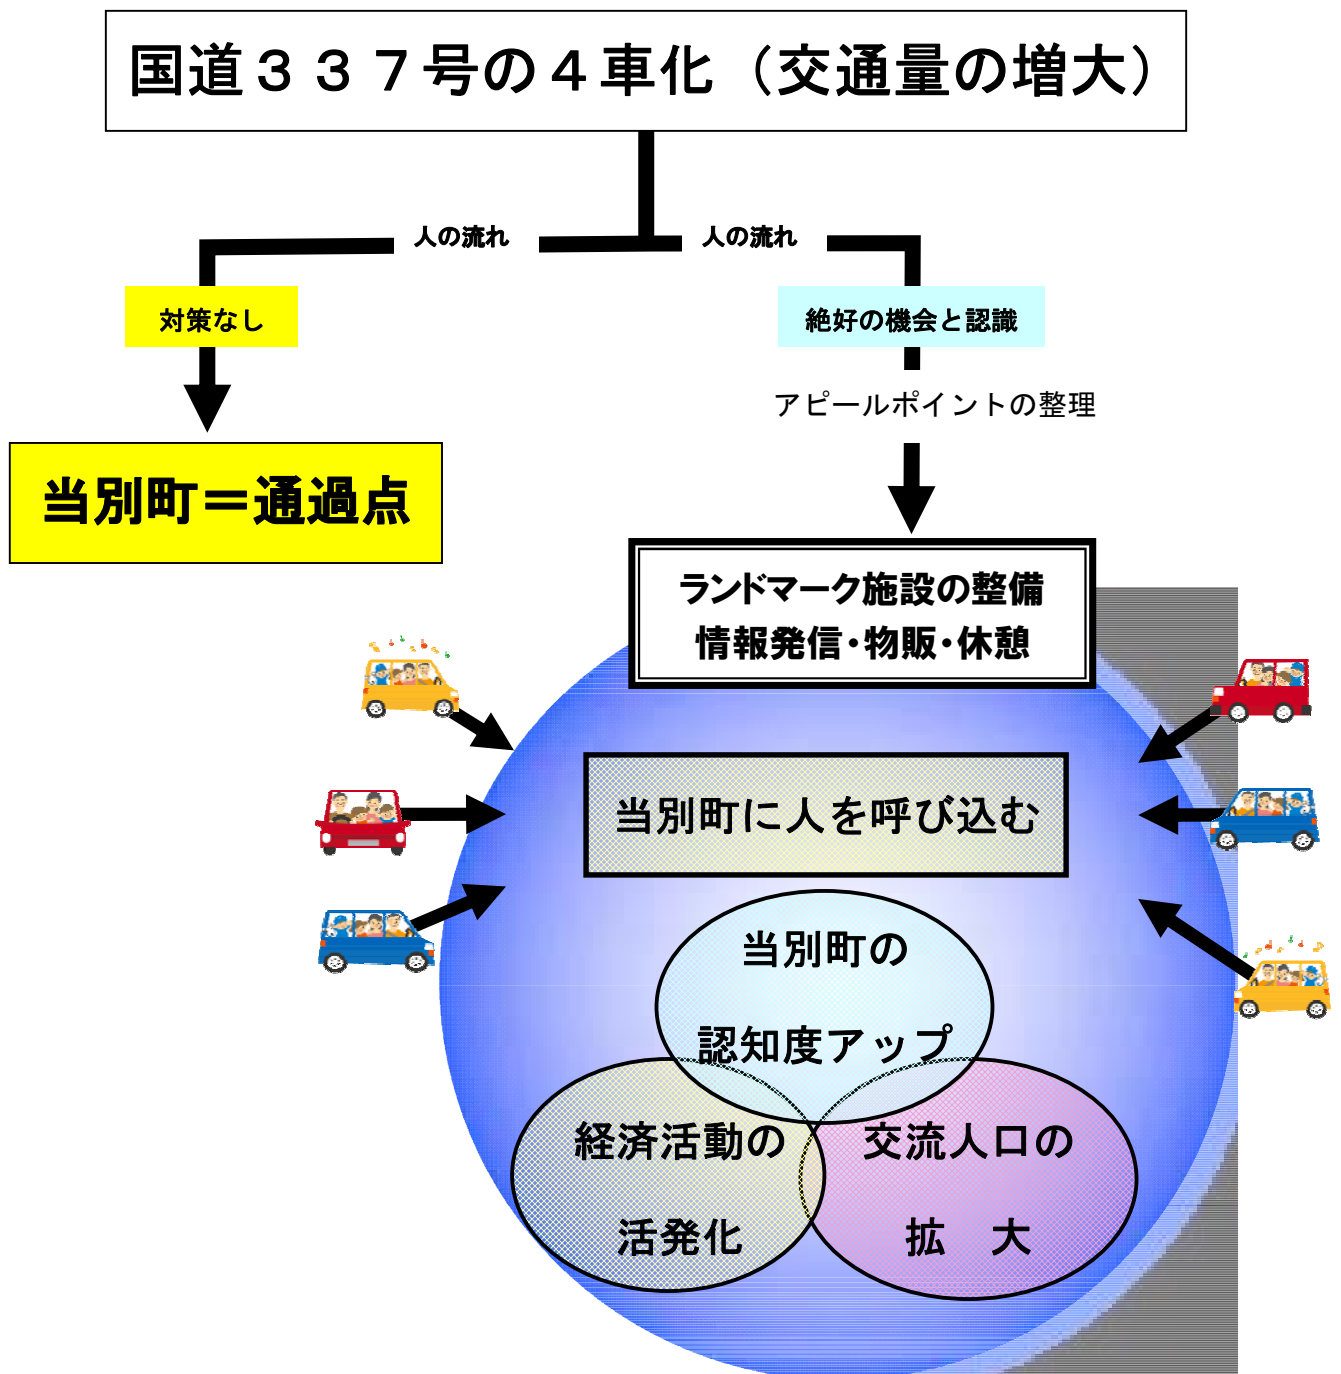 国道３３７号の４車化（交通量の増大）
人の流れ
人の流れ
対策なし
絶好の機会と認識
アピールポイントの整理
当別町＝通過点
ランドマーク施設の整備
情報発信・物販・休憩
当別町に人を呼び込む
当別町の
認知度アップ
経済活動の
活発化
交流人口の
拡　大